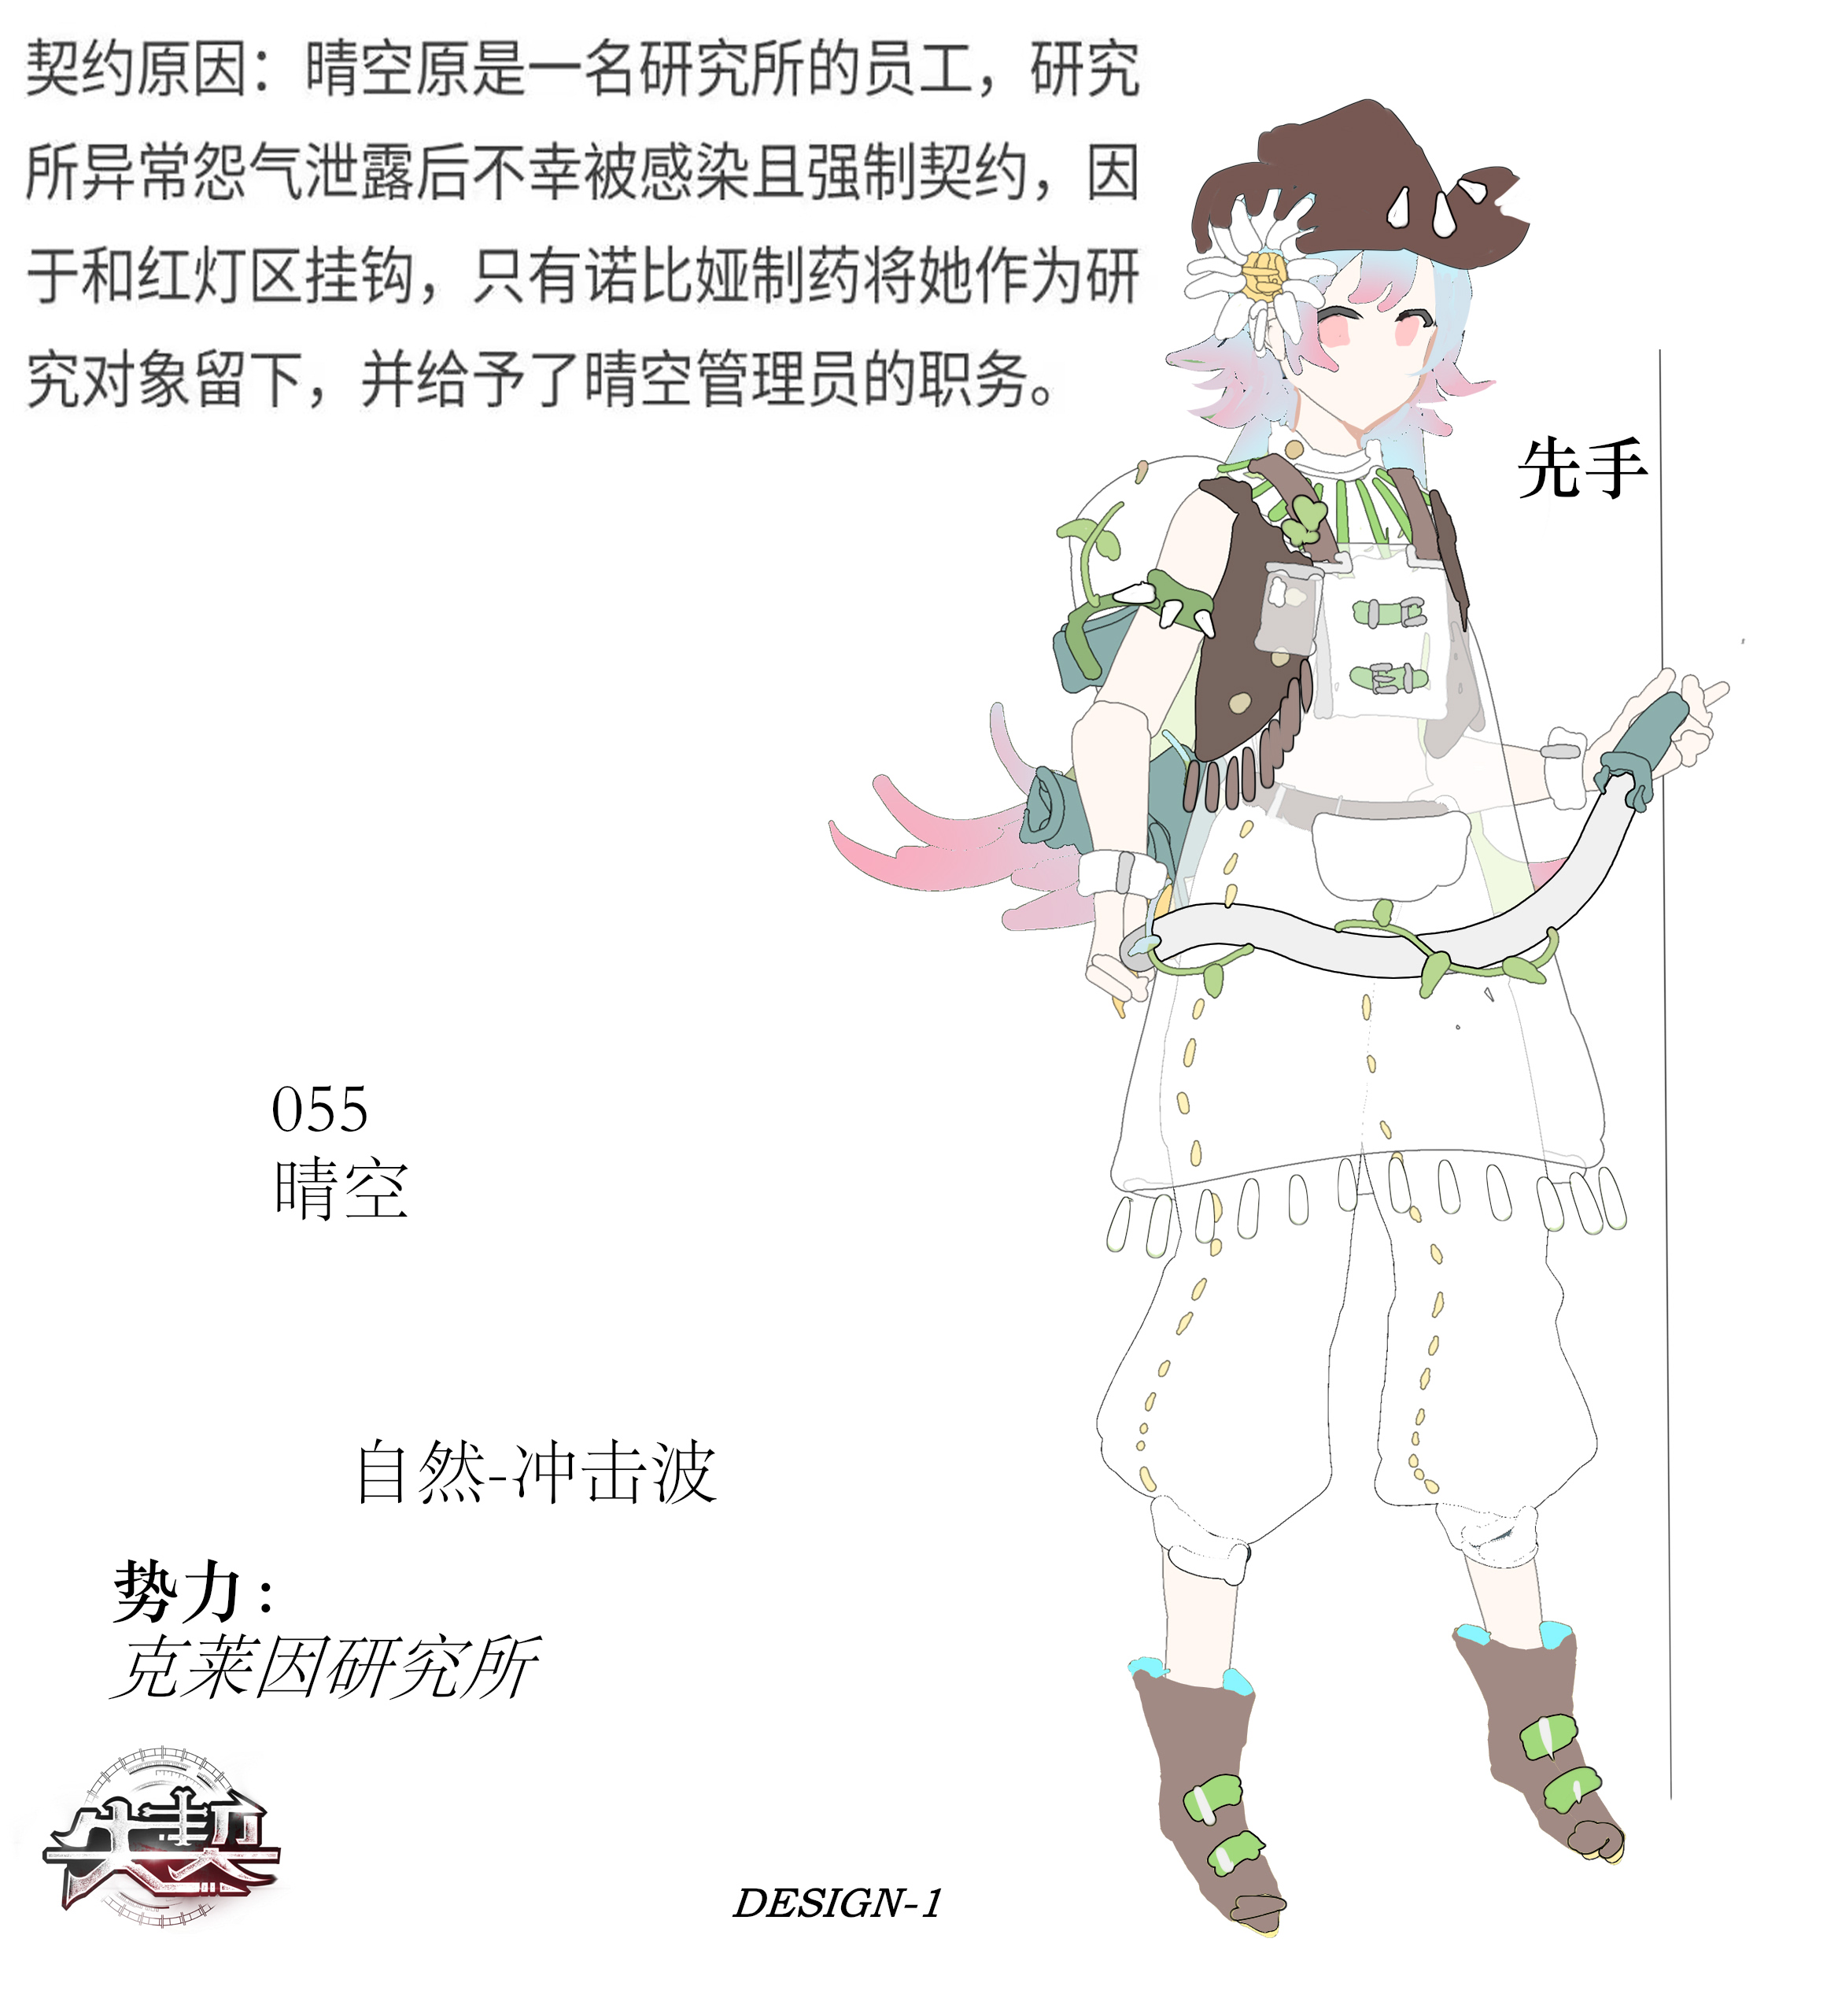 契约原因：晴空原是一名研究所的员工，研究
所异常怨气泄露后不幸被感染且强制契约，因
于和红灯区挂钩，只有诺比娅制药将她作为研
究对象留下，并给予了晴空管理员的职务。
先手
055
晴空
自然-冲击波
势力：
克莱因研究所
失契
DESIGN-1